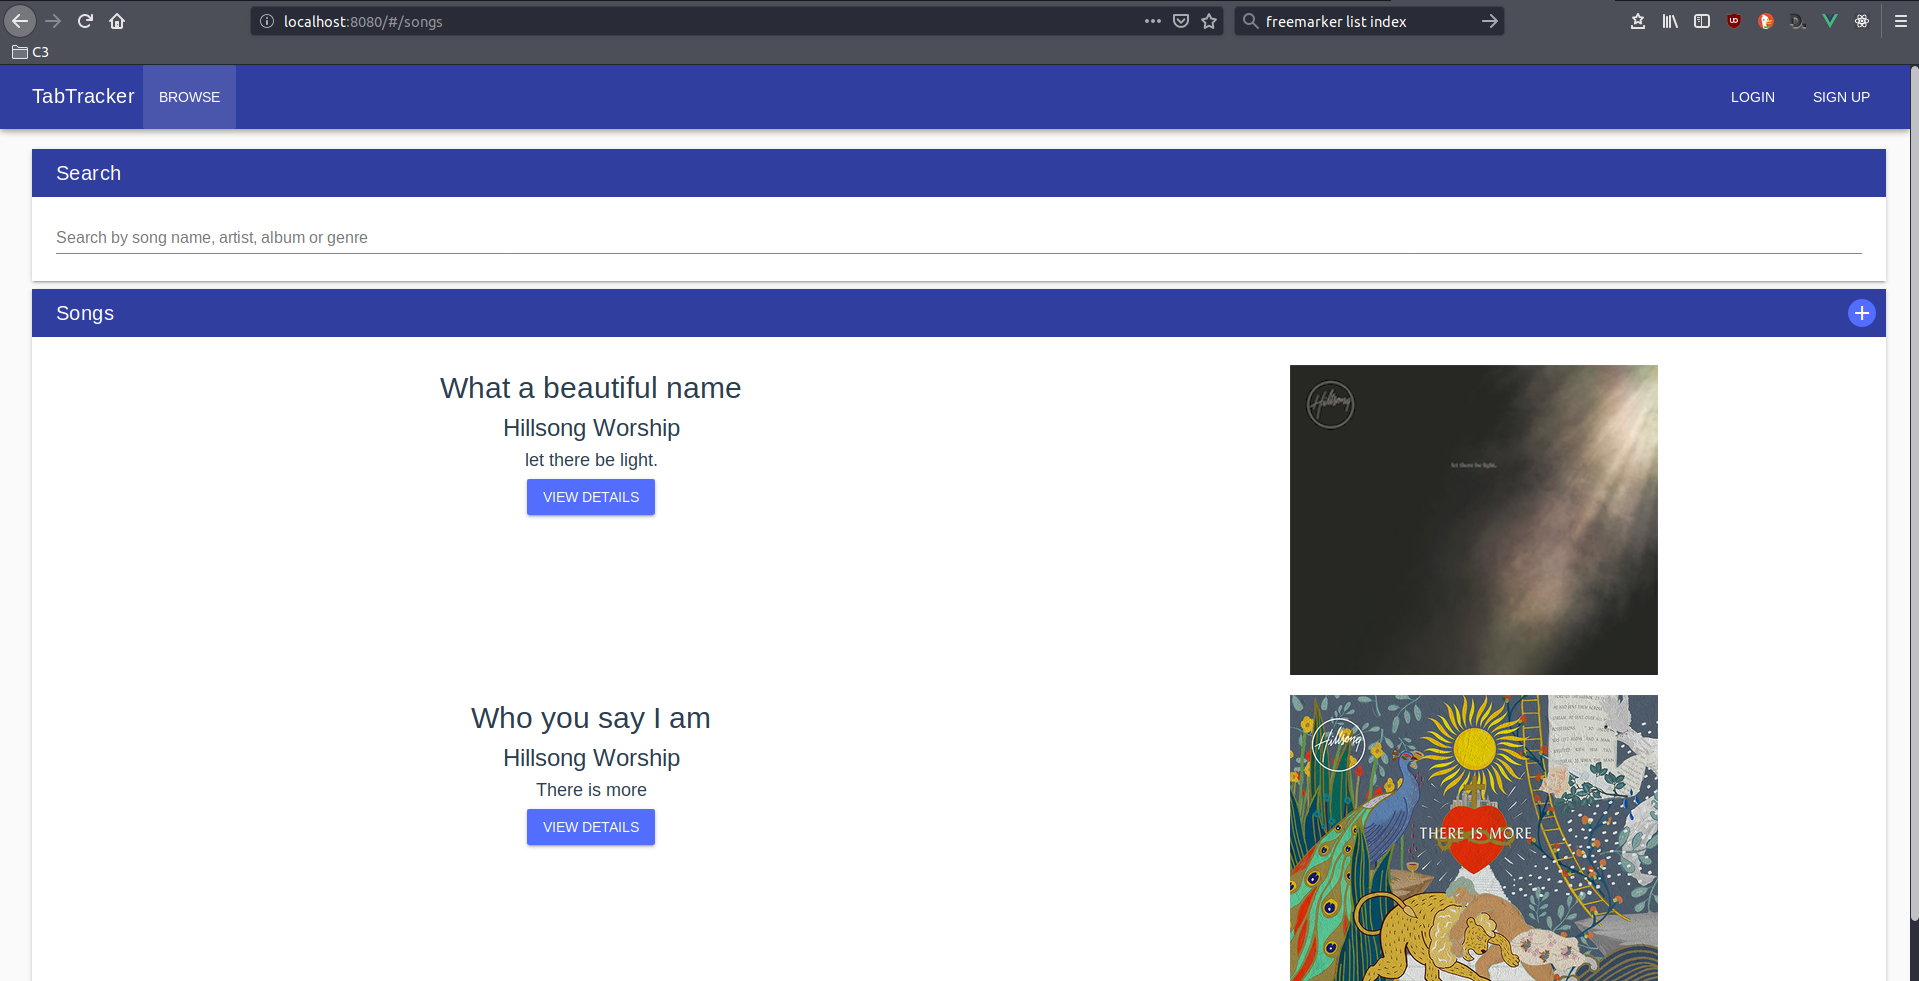 localhost:8080/#/songs
freemarker list index
C3
TabTracker
BROWSE
LOGIN
SIGN UP
Search
Search by song name, artist, album or genre
Songs
What a beautiful name
Hillsong Worship
let there be light.
VIEW DETAILS
Hillsong
let there be light.
Who you say I am
Hillsong Worship
There is more
VIEW DETAILS
Hillsong
THERE IS MORE